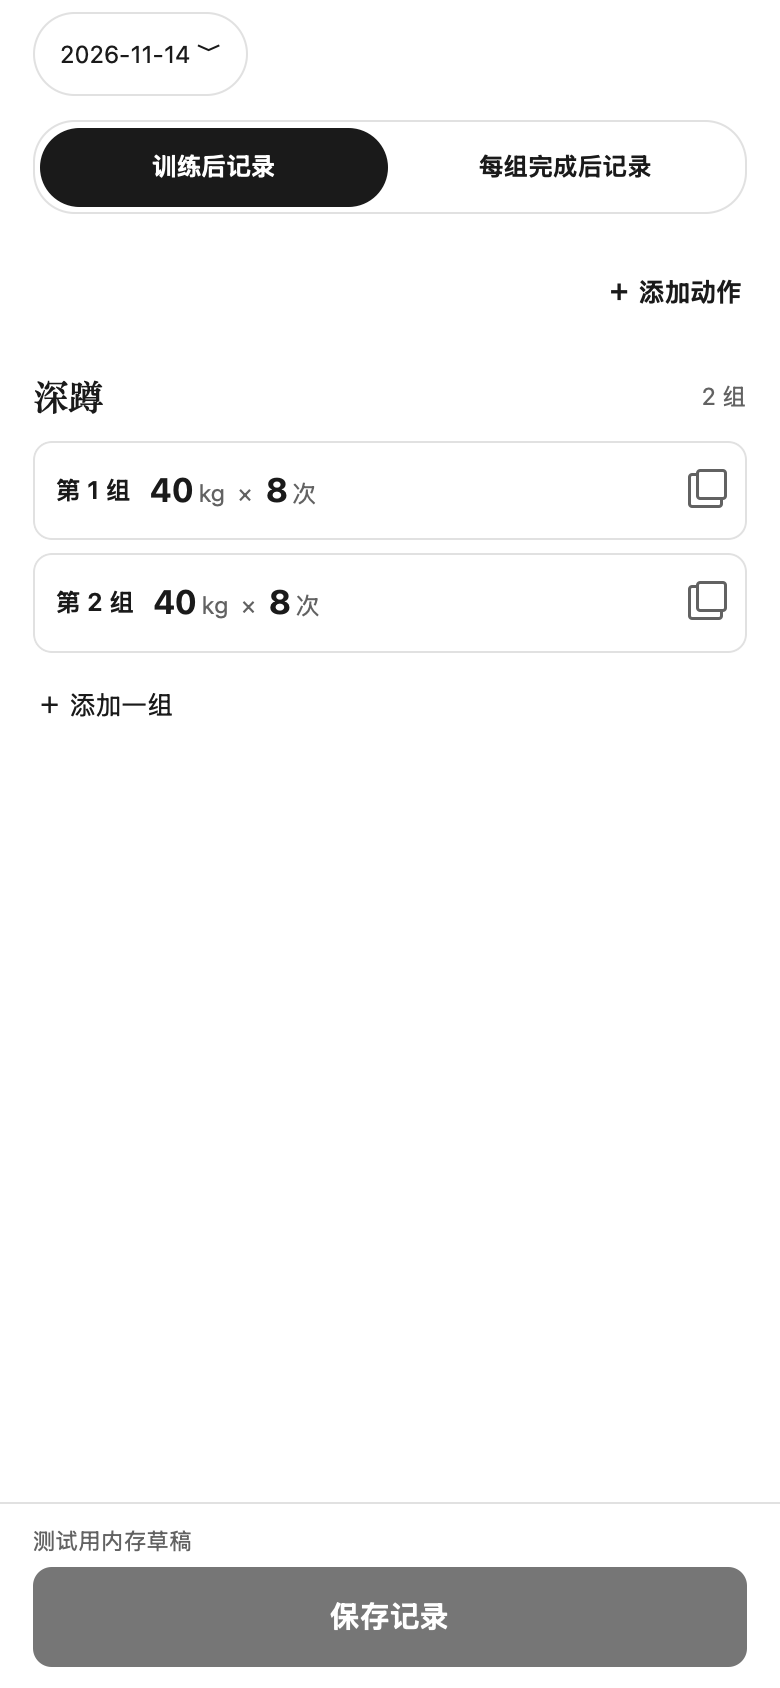 2026-11-14
训练后记录 每组完成后记录
+ 添加动作
深蹲 2 组
第 1 组 40 kg × 8 次
第 2 组 40 kg × 8 次
+ 添加一组
测试用内存草稿
保存记录